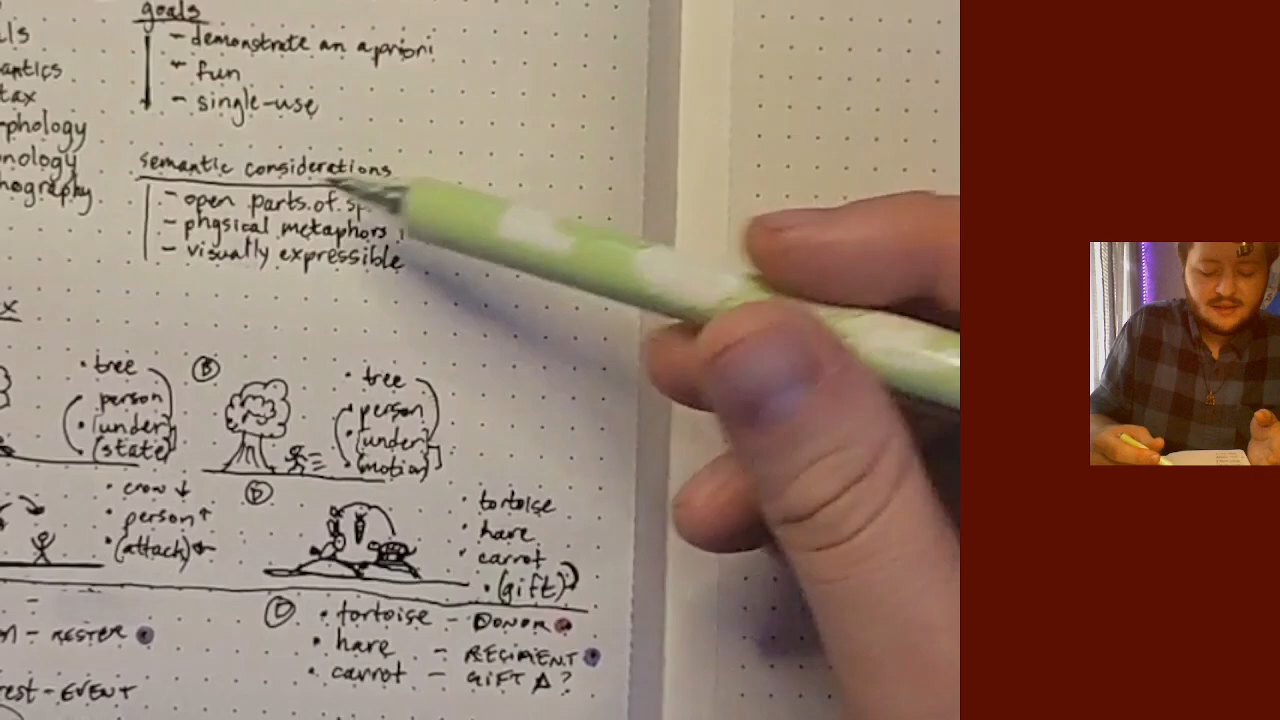 goals
- demonstrate an a priori
- fun
- single-use
ls
antics
tax
phology
nology
hography
semantic considerations
- open parts of sp
- physical metaphors
- visually expressible
x
• tree
person
• (under)
(state)
B
• tree
• person
• (under)
• (motion)
• crow ↓
• person ↑
• (attack) ←
D
• tortoise
• hare
• carrot
• (gift)
n - RESTER
rest - EVENT
D • tortoise - DONOR
• hare - RECIPIENT
• carrot - GIFT Δ ?